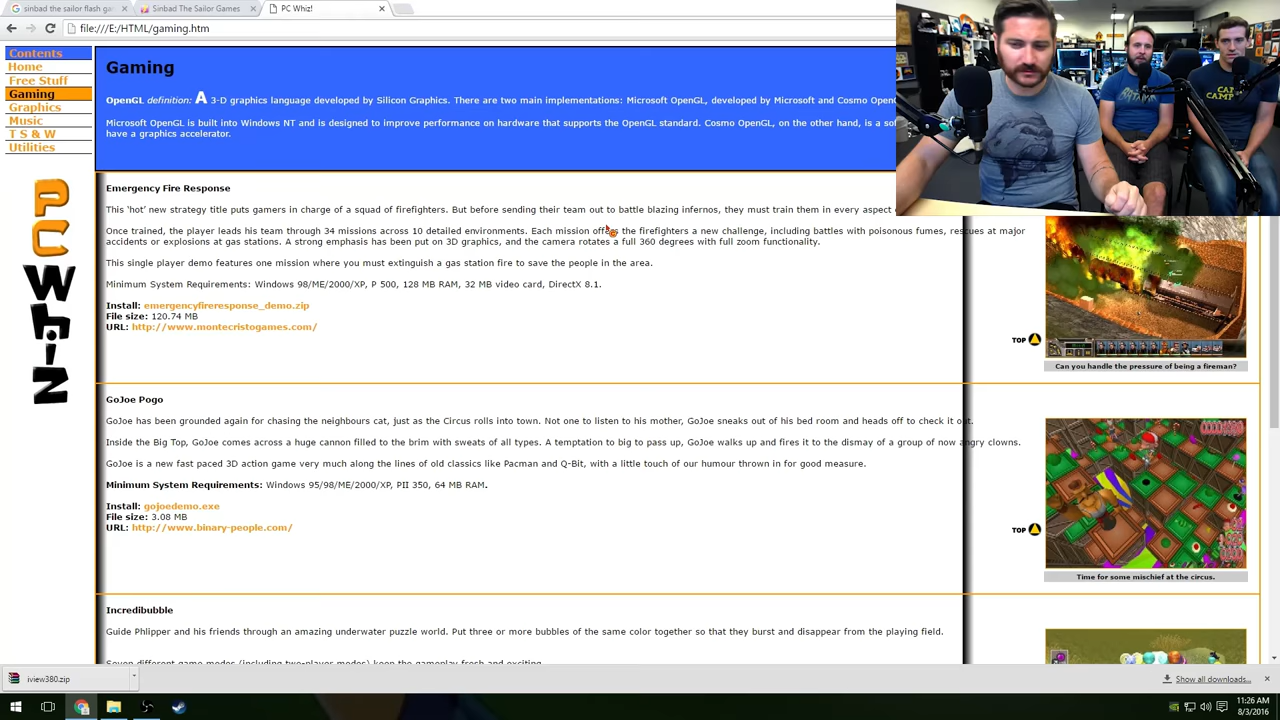 sinbad the sailor flash gam
Sinbad The Sailor Games
PC Whiz!
file:///E:/HTML/gaming.htm
Contents
Home
Free Stuff
Gaming
Graphics
Music
T S & W
Utilities
PC Whiz
Gaming
OpenGL definition: A 3-D graphics language developed by Silicon Graphics. There are two main implementations: Microsoft OpenGL, developed by Microsoft and Cosmo OpenG
Microsoft OpenGL is built into Windows NT and is designed to improve performance on hardware that supports the OpenGL standard. Cosmo OpenGL, on the other hand, is a sof
have a graphics accelerator.
Emergency Fire Response
This 'hot' new strategy title puts gamers in charge of a squad of firefighters. But before sending their team out to battle blazing infernos, they must train them in every aspect
Once trained, the player leads his team through 34 missions across 10 detailed environments. Each mission offers the firefighters a new challenge, including battles with poisonous fumes, rescues at major
accidents or explosions at gas stations. A strong emphasis has been put on 3D graphics, and the camera rotates a full 360 degrees with full zoom functionality.
This single player demo features one mission where you must extinguish a gas station fire to save the people in the area.
Minimum System Requirements: Windows 98/ME/2000/XP, P 500, 128 MB RAM, 32 MB video card, DirectX 8.1.
Install: emergencyfireresponse_demo.zip
File size: 120.74 MB
URL: http://www.montecristogames.com/
TOP
Can you handle the pressure of being a fireman?
GoJoe Pogo
GoJoe has been grounded again for chasing the neighbours cat, just as the Circus rolls into town. Not one to listen to his mother, GoJoe sneaks out of his bed room and heads off to check it out.
Inside the Big Top, GoJoe comes across a huge cannon filled to the brim with sweats of all types. A temptation to big to pass up, GoJoe walks up and fires it to the dismay of a group of now angry clowns.
GoJoe is a new fast paced 3D action game very much along the lines of old classics like Pacman and Q-Bit, with a little touch of our humour thrown in for good measure.
Minimum System Requirements: Windows 95/98/ME/2000/XP, PII 350, 64 MB RAM.
Install: gojoedemo.exe
File size: 3.08 MB
URL: http://www.binary-people.com/
TOP
Time for some mischief at the circus.
Incredibubble
Guide Phlipper and his friends through an amazing underwater puzzle world. Put three or more bubbles of the same color together so that they burst and disappear from the playing field.
Seven different game modes (including two-player modes) keep the gameplay fresh and exciting.
iview380.zip
Show all downloads...
11:26 AM
8/3/2016